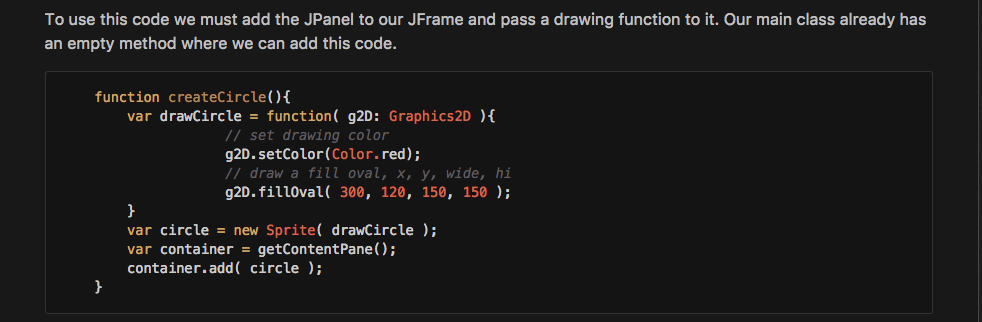 To use this code we must add the JPanel to our JFrame and pass a drawing function to it. Our main class already has
an empty method where we can add this code.
function createCircle(){
var drawCircle = function( g2D: Graphics2D ){
// set drawing color
g2D.setColor(Color.red);
// draw a fill oval, x, y, wide, hi
g2D.fillOval( 300, 120, 150, 150 );
}
var circle = new Sprite( drawCircle );
var container = getContentPane();
container.add( circle );
}